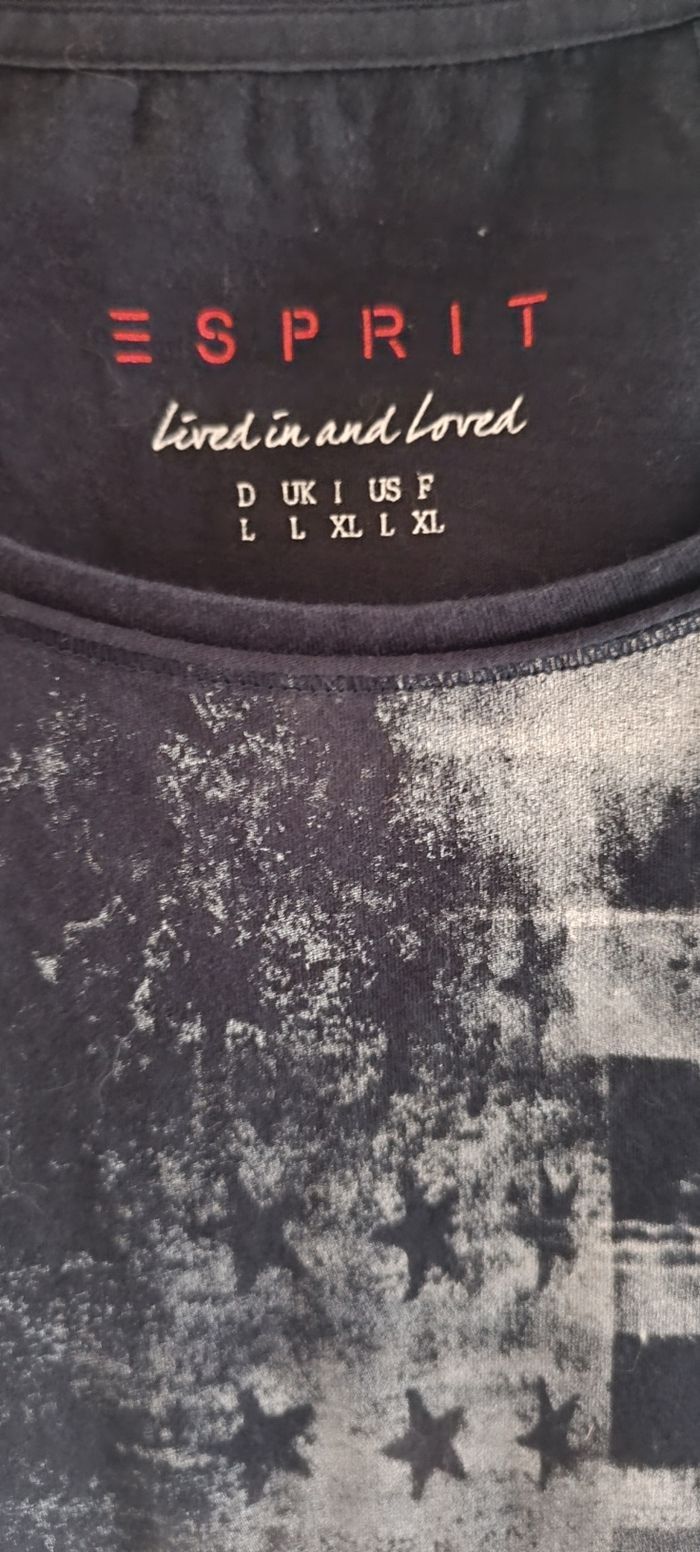 ESPRIT
Lived in and Loved
D UK I US F
L L XL L XL